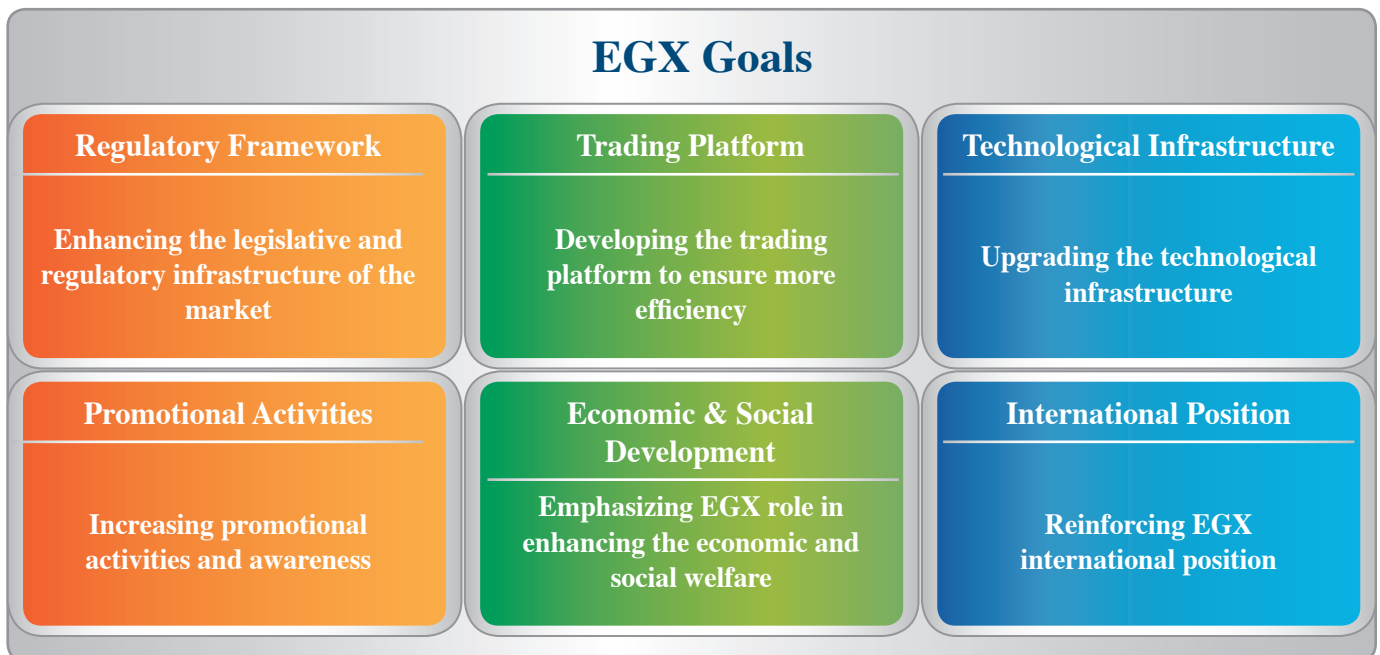 EGX Goals
Regulatory Framework
Enhancing the legislative and
regulatory infrastructure of the
market
Trading Platform
Developing the trading
platform to ensure more
efficiency
Technological Infrastructure
Upgrading the technological
infrastructure
Promotional Activities
Increasing promotional
activities and awareness
Economic & Social
Development
Emphasizing EGX role in
enhancing the economic and
social welfare
International Position
Reinforcing EGX
international position